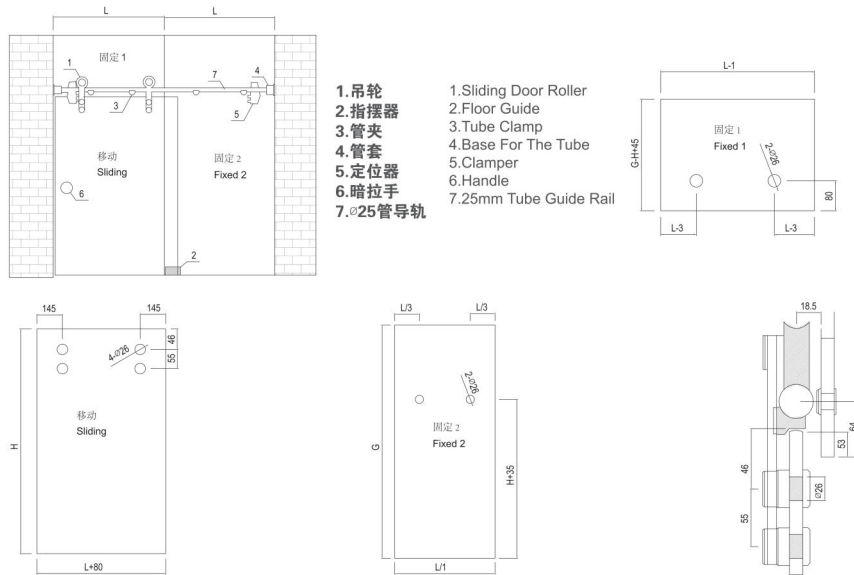 L
L
固定 1
1
7
4
3
5
移动
Sliding
固定 2
Fixed 2
6
2
1.吊轮
2.指摆器
3.管夹
4.管套
5.定位器
6.暗拉手
7.∅25管导轨
1.Sliding Door Roller
2.Floor Guide
3.Tube Clamp
4.Base For The Tube
5.Clamper
6.Handle
7.25mm Tube Guide Rail
L-1
G-H+45
固定 1
Fixed 1
2-∅26
80
L-3
L-3
145
145
46
55
4-∅26
移动
Sliding
H
L+80
L/3
L/3
2-∅26
固定 2
Fixed 2
G
H+35
L/1
18.5
64
53
46
∅26
55